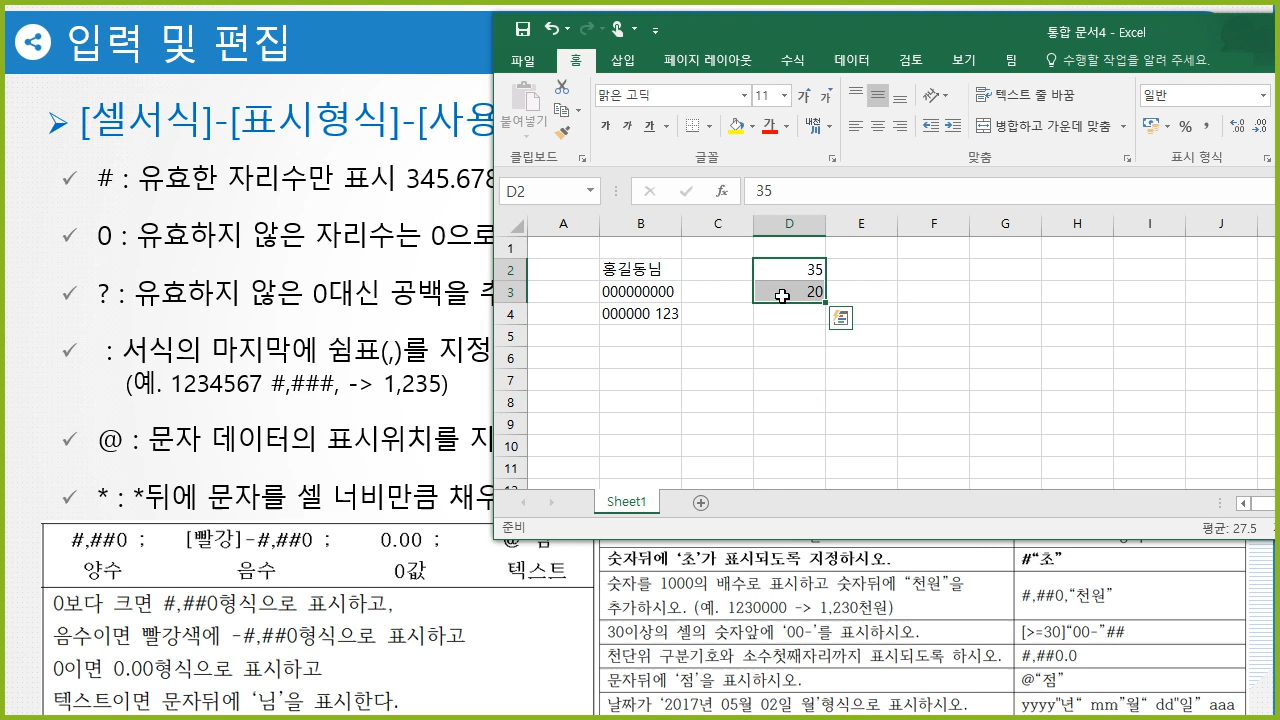 입력 및 편집
[셀서식]-[표시형식]-[사용
# : 유효한 자리수만 표시 345.678
0 : 유효하지 않은 자리수는 0으로
? : 유효하지 않은 0대신 공백을 추
: 서식의 마지막에 쉼표(,)를 지정
(예. 1234567 #,###, -> 1,235)
@ : 문자 데이터의 표시위치를 지
* : *뒤에 문자를 셀 너비만큼 채우
#,##0 ; [빨강]-#,##0 ; 0.00 ;
양수 음수 0값 텍스트
0보다 크면 #,##0형식으로 표시하고,
음수이면 빨강색에 -#,##0형식으로 표시하고
0이면 0.00형식으로 표시하고
텍스트이면 문자뒤에 ‘님’을 표시한다.
통합 문서4 - Excel
파일 홈 삽입 페이지 레이아웃 수식 데이터 검토 보기 팀 수행할 작업을 알려 주세요.
붙여넣기 맑은 고딕 11 가 가 텍스트 줄 바꿈 일반
가 가 가 가 내천 병합하고 가운데 맞춤 % ,
클립보드 글꼴 맞춤 표시 형식
D2 fx 35
A B C D E F G H I J
1
2 홍길동님 35
3 000000000 20
4 000000 123
5
6
7
8
9
10
11
Sheet1
준비 평균: 27.5
숫자뒤에 ‘초’가 표시되도록 지정하시오. #“초”
숫자를 1000의 배수로 표시하고 숫자뒤에 “천원”을
추가하시오. (예. 1230000 -> 1,230천원) #,##0,“천원”
30이상의 셀의 숫자앞에 ‘00-’를 표시하시오. [>=30]“00-”##
천단위 구분기호와 소수첫째자리까지 표시되도록 하시오. #,##0.0
문자뒤에 ‘점’을 표시하시오. @“점”
날짜가 ‘2017년 05월 02일 월’형식으로 표시하시오. yyyy"년“ mm”월“ dd"일” aaa